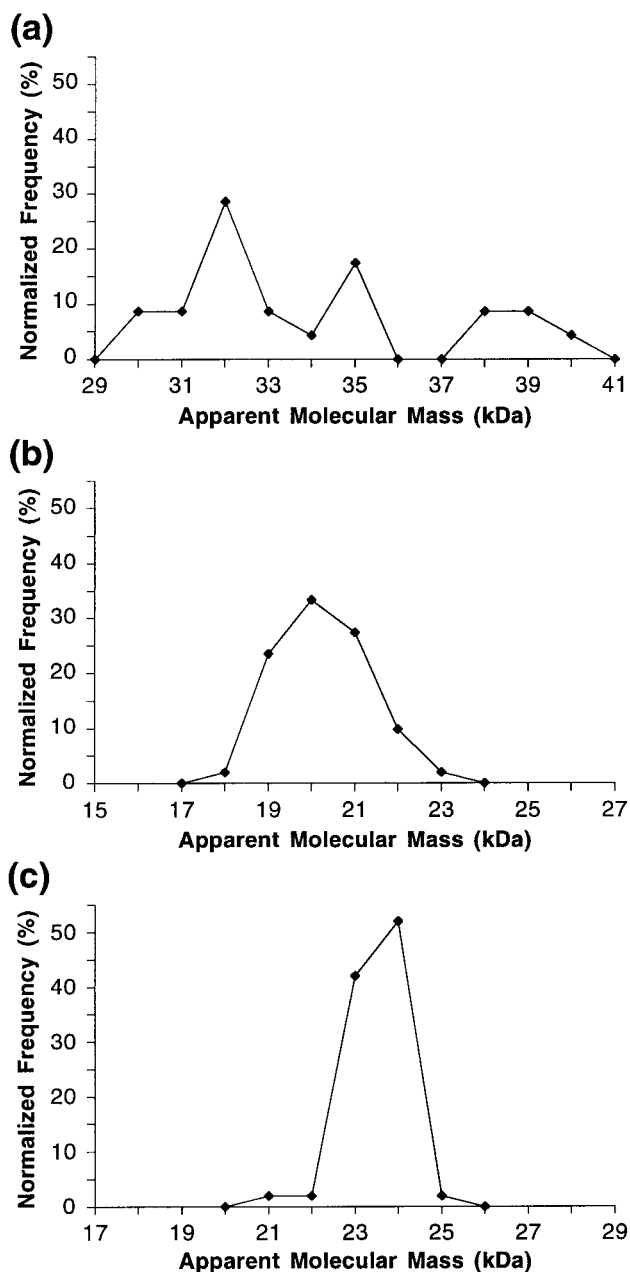 (a)
Normalized Frequency (%)
50
40
30
20
10
0
29 31 33 35 37 39 41
Apparent Molecular Mass (kDa)
(b)
Normalized Frequency (%)
50
40
30
20
10
0
15 17 19 21 23 25 27
Apparent Molecular Mass (kDa)
(c)
Normalized Frequency (%)
50
40
30
20
10
0
17 19 21 23 25 27 29
Apparent Molecular Mass (kDa)